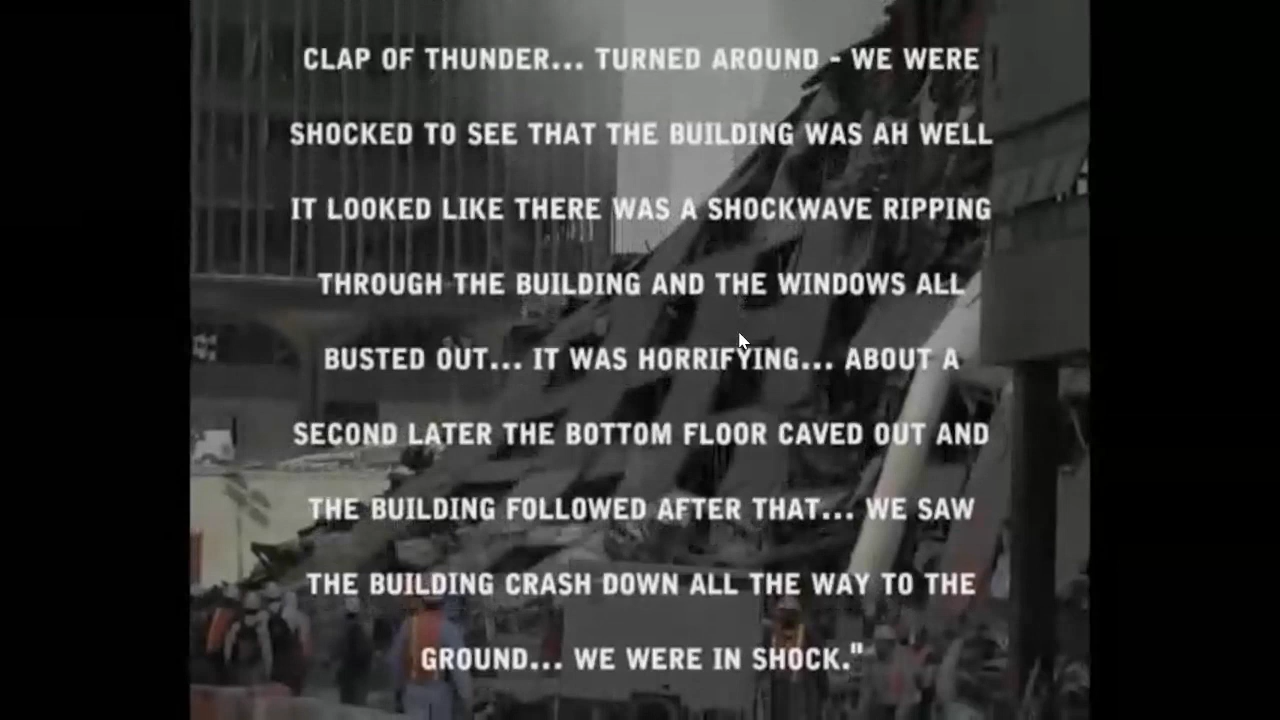 CLAP OF THUNDER... TURNED AROUND - WE WERE
SHOCKED TO SEE THAT THE BUILDING WAS AH WELL
IT LOOKED LIKE THERE WAS A SHOCKWAVE RIPPING
THROUGH THE BUILDING AND THE WINDOWS ALL
BUSTED OUT... IT WAS HORRIFYING... ABOUT A
SECOND LATER THE BOTTOM FLOOR CAVED OUT AND
THE BUILDING FOLLOWED AFTER THAT... WE SAW
THE BUILDING CRASH DOWN ALL THE WAY TO THE
GROUND... WE WERE IN SHOCK."